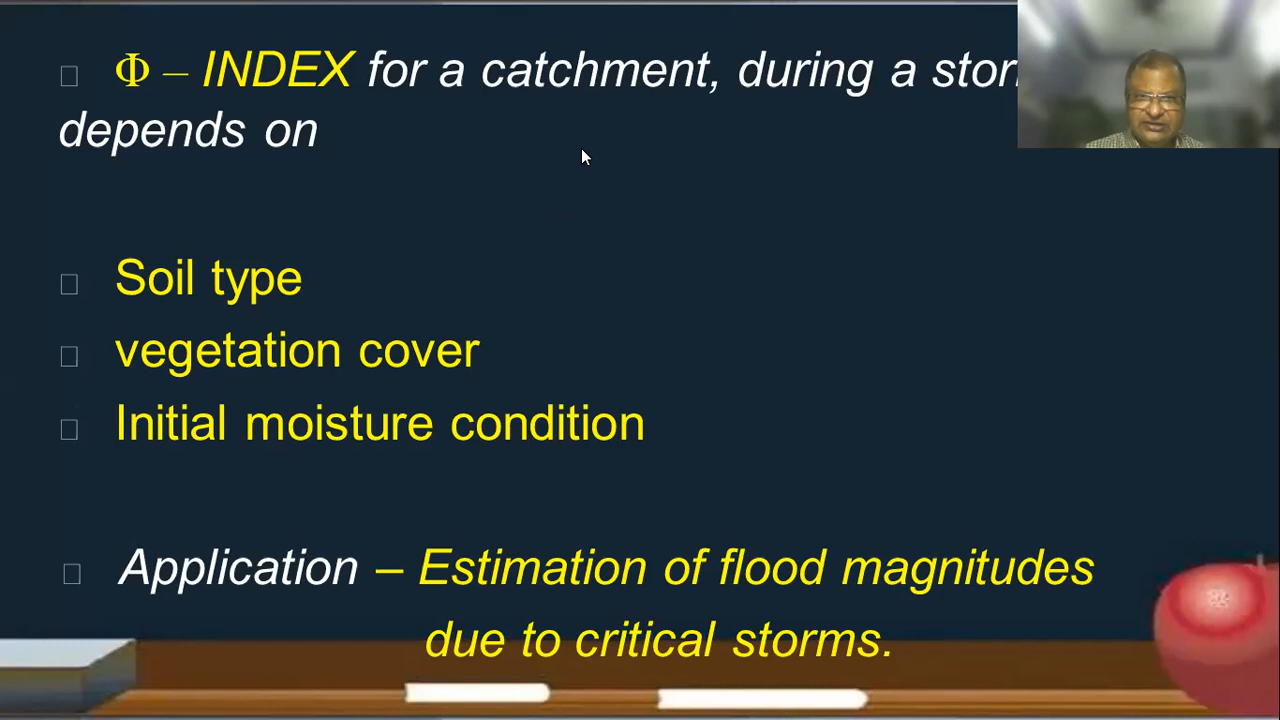 Φ – INDEX for a catchment, during a
depends on
Soil type
vegetation cover
Initial moisture condition
Application – Estimation of flood magnitudes
due to critical storms.